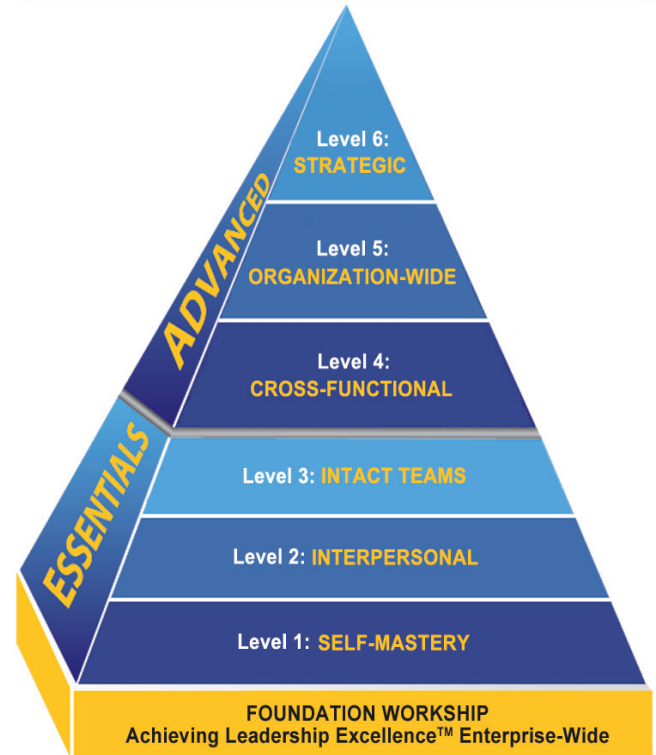 Level 6:
STRATEGIC
ADVANCED
Level 5:
ORGANIZATION-WIDE
Level 4:
CROSS-FUNCTIONAL
Level 3: INTACT TEAMS
ESSENTIALS
Level 2: INTERPERSONAL
Level 1: SELF-MASTERY
FOUNDATION WORKSHIP
Achieving Leadership Excellence™ Enterprise-Wide